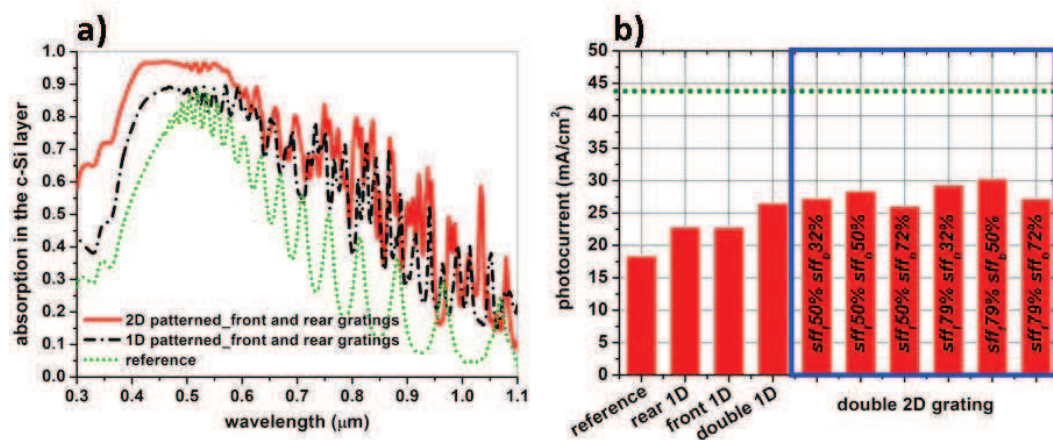 a)
absorption in the c-Si layer
1.0
0.9
0.8
0.7
0.6
0.5
0.4
0.3
0.2
0.1
0.0
2D patterned_front and rear gratings
1D patterned_front and rear gratings
reference
0.3 0.4 0.5 0.6 0.7 0.8 0.9 1.0 1.1
wavelength (μm)
b)
photocurrent (mA/cm²)
50
45
40
35
30
25
20
15
10
5
0
sff_f50% sff_b32%
sff_f50% sff_b50%
sff_f50% sff_b72%
sff_f79% sff_b32%
sff_f79% sff_b50%
sff_f79% sff_b72%
reference
rear 1D
front 1D
double 1D
double 2D grating